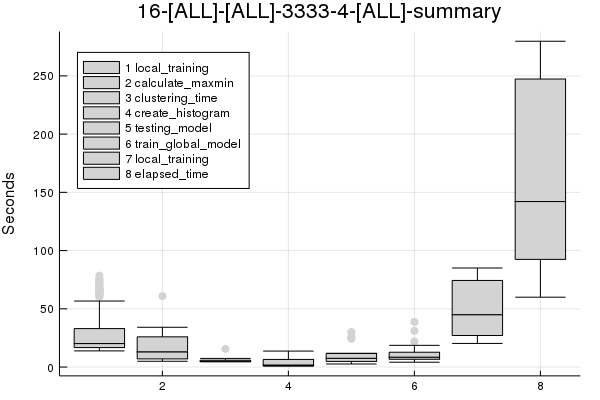 16-[ALL]-[ALL]-3333-4-[ALL]-summary
1 local_training
2 calculate_maxmin
3 clustering_time
4 create_histogram
5 testing_model
6 train_global_model
7 local_training
8 elapsed_time
Seconds
250
200
150
100
50
0
2 4 6 8